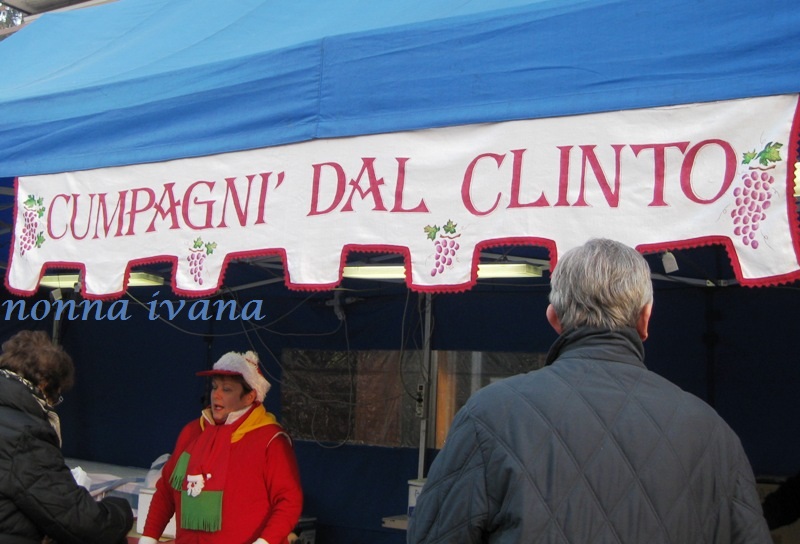 CUMPAGNI' DAL CLINTO
nonna ivana